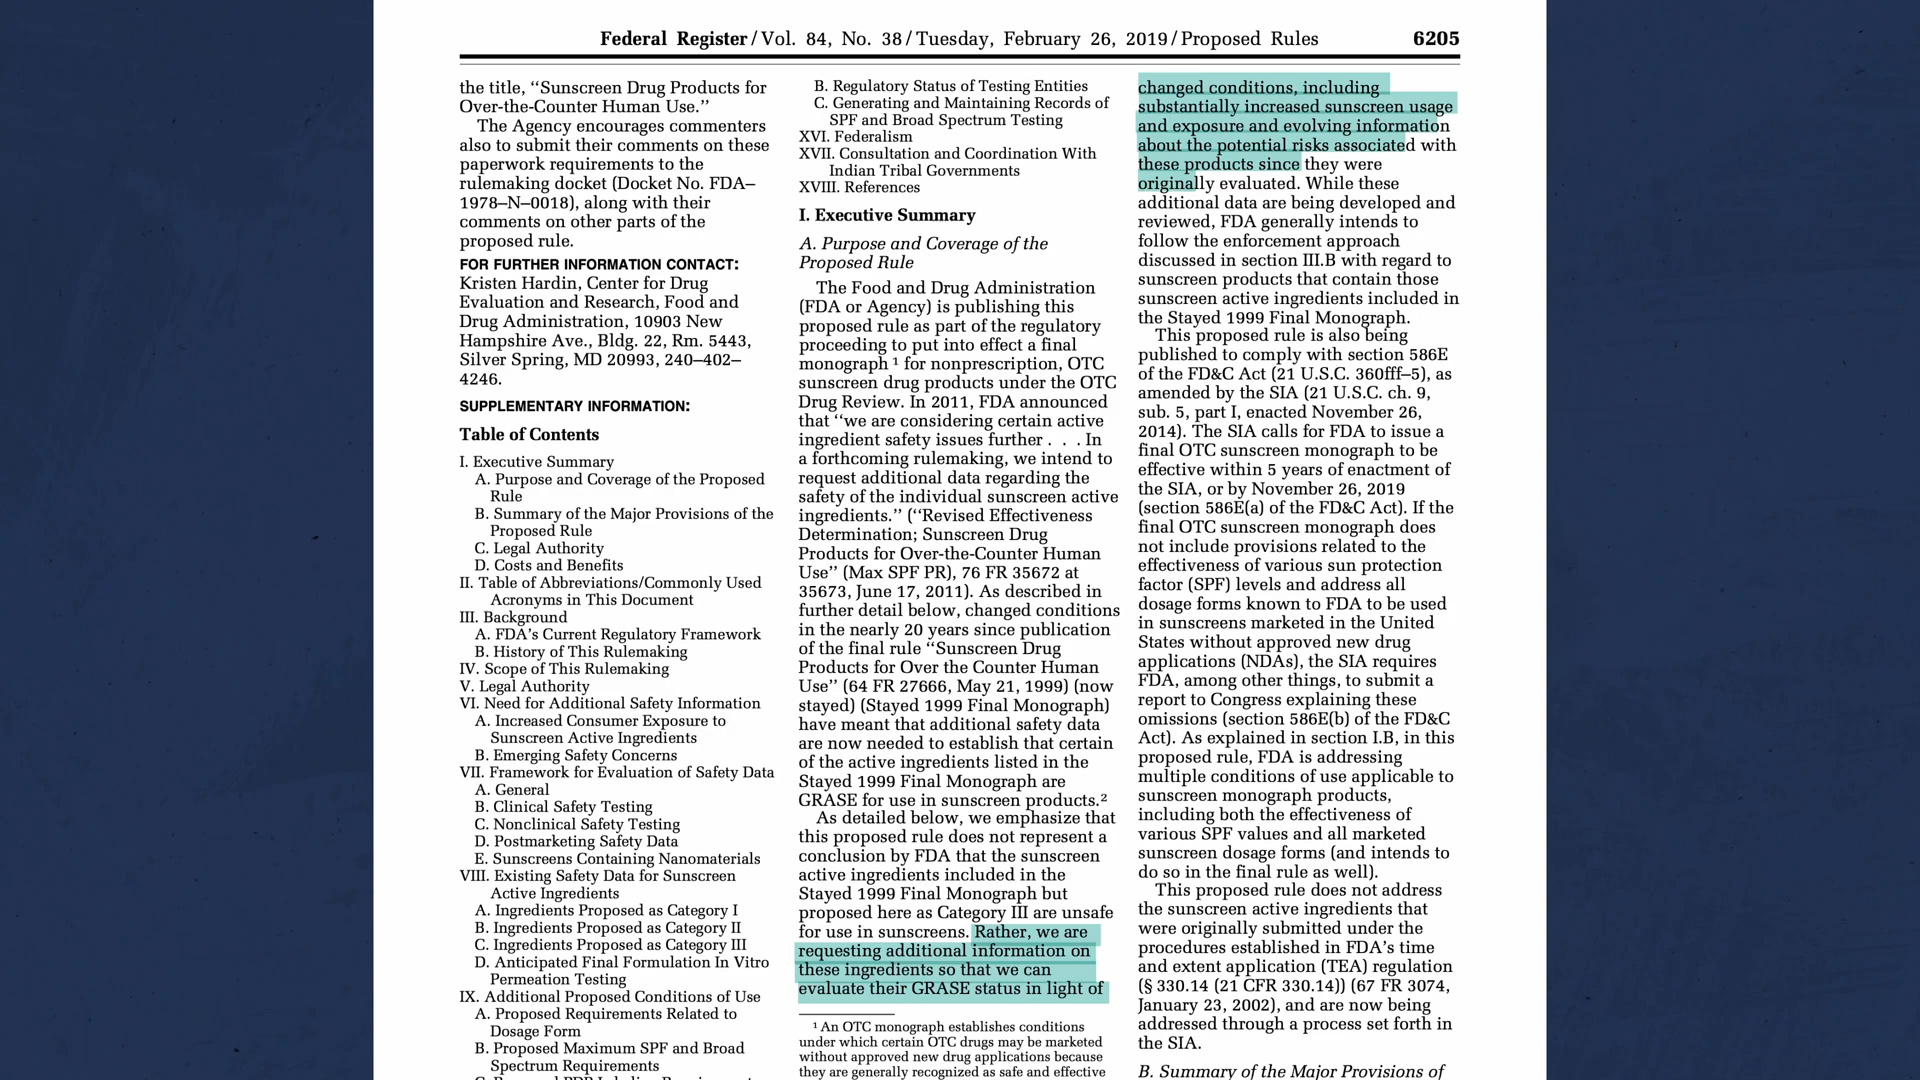 Federal Register / Vol. 84, No. 38 / Tuesday, February 26, 2019 / Proposed Rules 6205
the title, ‘‘Sunscreen Drug Products for
Over-the-Counter Human Use.’’
The Agency encourages commenters
also to submit their comments on these
paperwork requirements to the
rulemaking docket (Docket No. FDA–
1978–N–0018), along with their
comments on other parts of the
proposed rule.
FOR FURTHER INFORMATION CONTACT:
Kristen Hardin, Center for Drug
Evaluation and Research, Food and
Drug Administration, 10903 New
Hampshire Ave., Bldg. 22, Rm. 5443,
Silver Spring, MD 20993, 240–402–
4246.
SUPPLEMENTARY INFORMATION:
Table of Contents
I. Executive Summary
A. Purpose and Coverage of the Proposed
Rule
B. Summary of the Major Provisions of the
Proposed Rule
C. Legal Authority
D. Costs and Benefits
II. Table of Abbreviations/Commonly Used
Acronyms in This Document
III. Background
A. FDA’s Current Regulatory Framework
B. History of This Rulemaking
IV. Scope of This Rulemaking
V. Legal Authority
VI. Need for Additional Safety Information
A. Increased Consumer Exposure to
Sunscreen Active Ingredients
B. Emerging Safety Concerns
VII. Framework for Evaluation of Safety Data
A. General
B. Clinical Safety Testing
C. Nonclinical Safety Testing
D. Postmarketing Safety Data
E. Sunscreens Containing Nanomaterials
VIII. Existing Safety Data for Sunscreen
Active Ingredients
A. Ingredients Proposed as Category I
B. Ingredients Proposed as Category II
C. Ingredients Proposed as Category III
D. Anticipated Final Formulation In Vitro
Permeation Testing
IX. Additional Proposed Conditions of Use
A. Proposed Requirements Related to
Dosage Form
B. Proposed Maximum SPF and Broad
Spectrum Requirements
B. Regulatory Status of Testing Entities
C. Generating and Maintaining Records of
SPF and Broad Spectrum Testing
XVI. Federalism
XVII. Consultation and Coordination With
Indian Tribal Governments
XVIII. References
I. Executive Summary
A. Purpose and Coverage of the
Proposed Rule
The Food and Drug Administration
(FDA or Agency) is publishing this
proposed rule as part of the regulatory
proceeding to put into effect a final
monograph ¹ for nonprescription, OTC
sunscreen drug products under the OTC
Drug Review. In 2011, FDA announced
that ‘‘we are considering certain active
ingredient safety issues further . . . In
a forthcoming rulemaking, we intend to
request additional data regarding the
safety of the individual sunscreen active
ingredients.’’ (‘‘Revised Effectiveness
Determination; Sunscreen Drug
Products for Over-the-Counter Human
Use’’ (Max SPF PR), 76 FR 35672 at
35673, June 17, 2011). As described in
further detail below, changed conditions
in the nearly 20 years since publication
of the final rule ‘‘Sunscreen Drug
Products for Over the Counter Human
Use’’ (64 FR 27666, May 21, 1999) (now
stayed) (Stayed 1999 Final Monograph)
have meant that additional safety data
are now needed to establish that certain
of the active ingredients listed in the
Stayed 1999 Final Monograph are
GRASE for use in sunscreen products.²
As detailed below, we emphasize that
this proposed rule does not represent a
conclusion by FDA that the sunscreen
active ingredients included in the
Stayed 1999 Final Monograph but
proposed here as Category III are unsafe
for use in sunscreens. Rather, we are
requesting additional information on
these ingredients so that we can
evaluate their GRASE status in light of
¹ An OTC monograph establishes conditions
under which certain OTC drugs may be marketed
without approved new drug applications because
they are generally recognized as safe and effective
changed conditions, including
substantially increased sunscreen usage
and exposure and evolving information
about the potential risks associated with
these products since they were
originally evaluated. While these
additional data are being developed and
reviewed, FDA generally intends to
follow the enforcement approach
discussed in section III.B with regard to
sunscreen products that contain those
sunscreen active ingredients included in
the Stayed 1999 Final Monograph.
This proposed rule is also being
published to comply with section 586E
of the FD&C Act (21 U.S.C. 360fff–5), as
amended by the SIA (21 U.S.C. ch. 9,
sub. 5, part I, enacted November 26,
2014). The SIA calls for FDA to issue a
final OTC sunscreen monograph to be
effective within 5 years of enactment of
the SIA, or by November 26, 2019
(section 586E(a) of the FD&C Act). If the
final OTC sunscreen monograph does
not include provisions related to the
effectiveness of various sun protection
factor (SPF) levels and address all
dosage forms known to FDA to be used
in sunscreens marketed in the United
States without approved new drug
applications (NDAs), the SIA requires
FDA, among other things, to submit a
report to Congress explaining these
omissions (section 586E(b) of the FD&C
Act). As explained in section I.B, in this
proposed rule, FDA is addressing
multiple conditions of use applicable to
sunscreen monograph products,
including both the effectiveness of
various SPF values and all marketed
sunscreen dosage forms (and intends to
do so in the final rule as well).
This proposed rule does not address
the sunscreen active ingredients that
were originally submitted under the
procedures established in FDA’s time
and extent application (TEA) regulation
(§ 330.14 (21 CFR 330.14)) (67 FR 3074,
January 23, 2002), and are now being
addressed through a process set forth in
the SIA.
B. Summary of the Major Provisions of